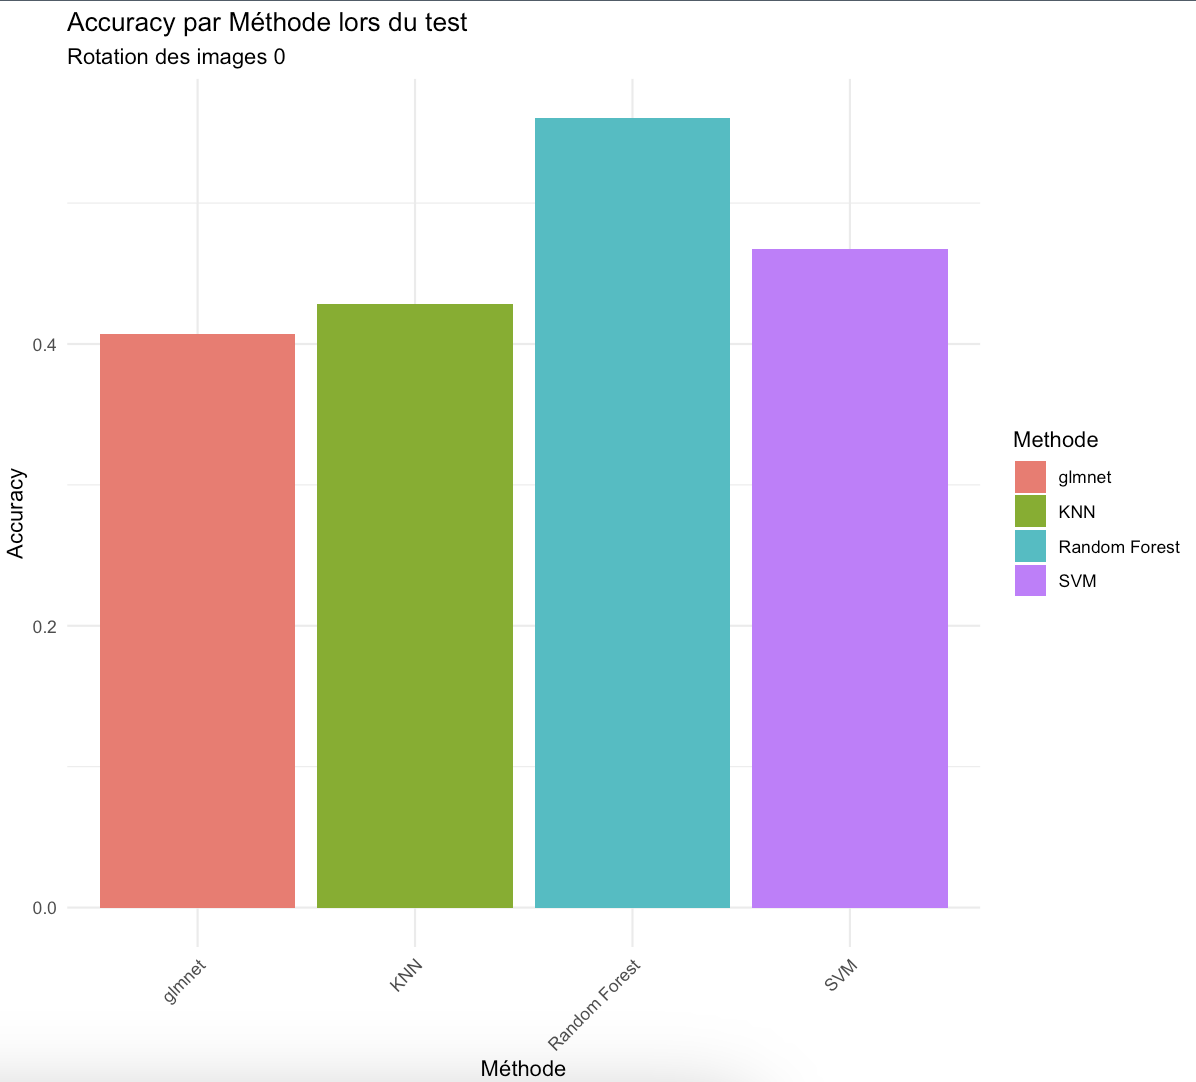 Accuracy par Méthode lors du test
Rotation des images 0
Accuracy
0.4
0.2
0.0
glmnet
KNN
Random Forest
SVM
Méthode
Methode
glmnet
KNN
Random Forest
SVM